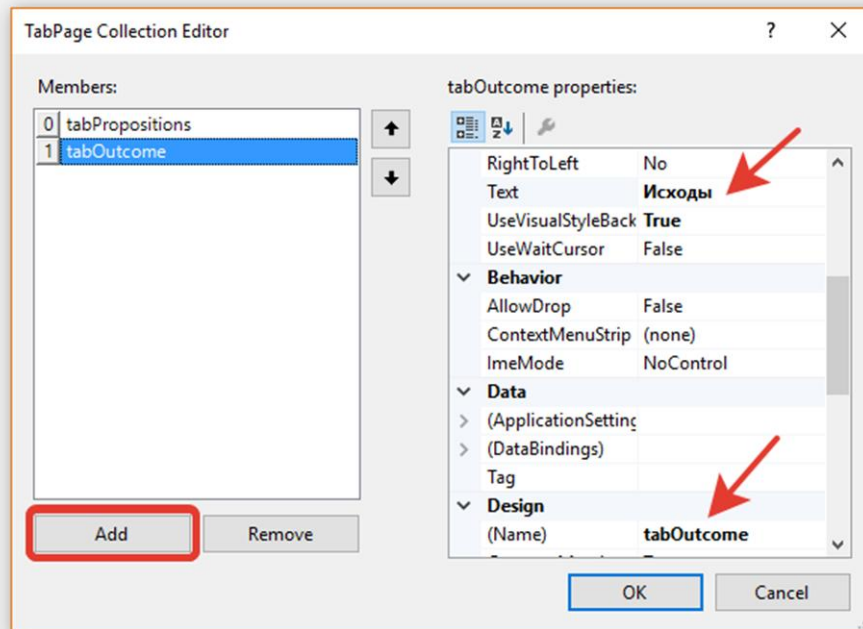 TabPage Collection Editor
?
Members:
0 tabPropositions
1 tabOutcome
Add
Remove
tabOutcome properties:
RightToLeft No
Text Исходы
UseVisualStyleBack True
UseWaitCursor False
Behavior
AllowDrop False
ContextMenuStrip (none)
ImeMode NoControl
Data
(ApplicationSetting
(DataBindings)
Tag
Design
(Name) tabOutcome
OK
Cancel